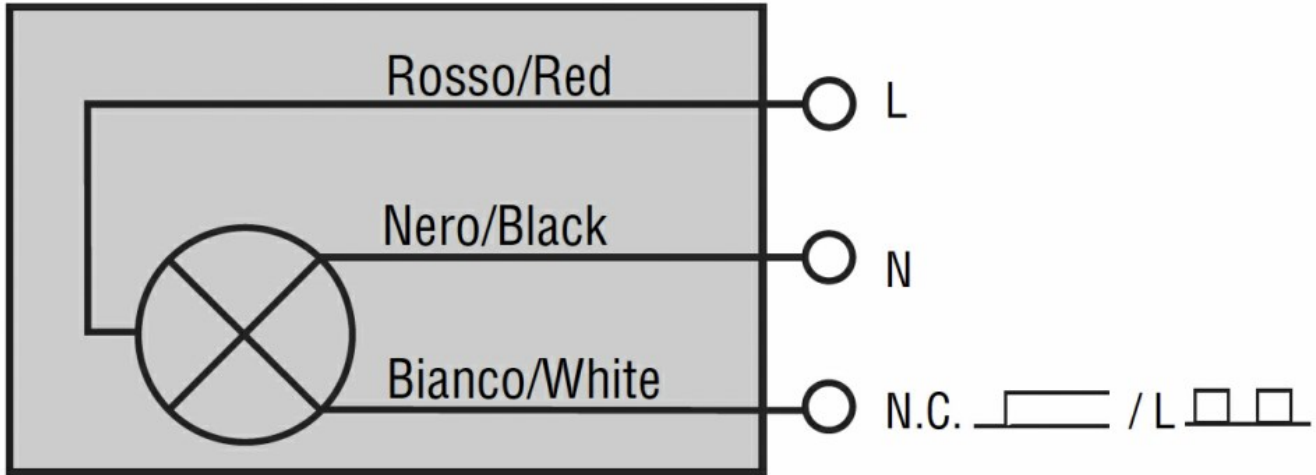 Rosso/Red
L
Nero/Black
N
Bianco/White
N.C. / L